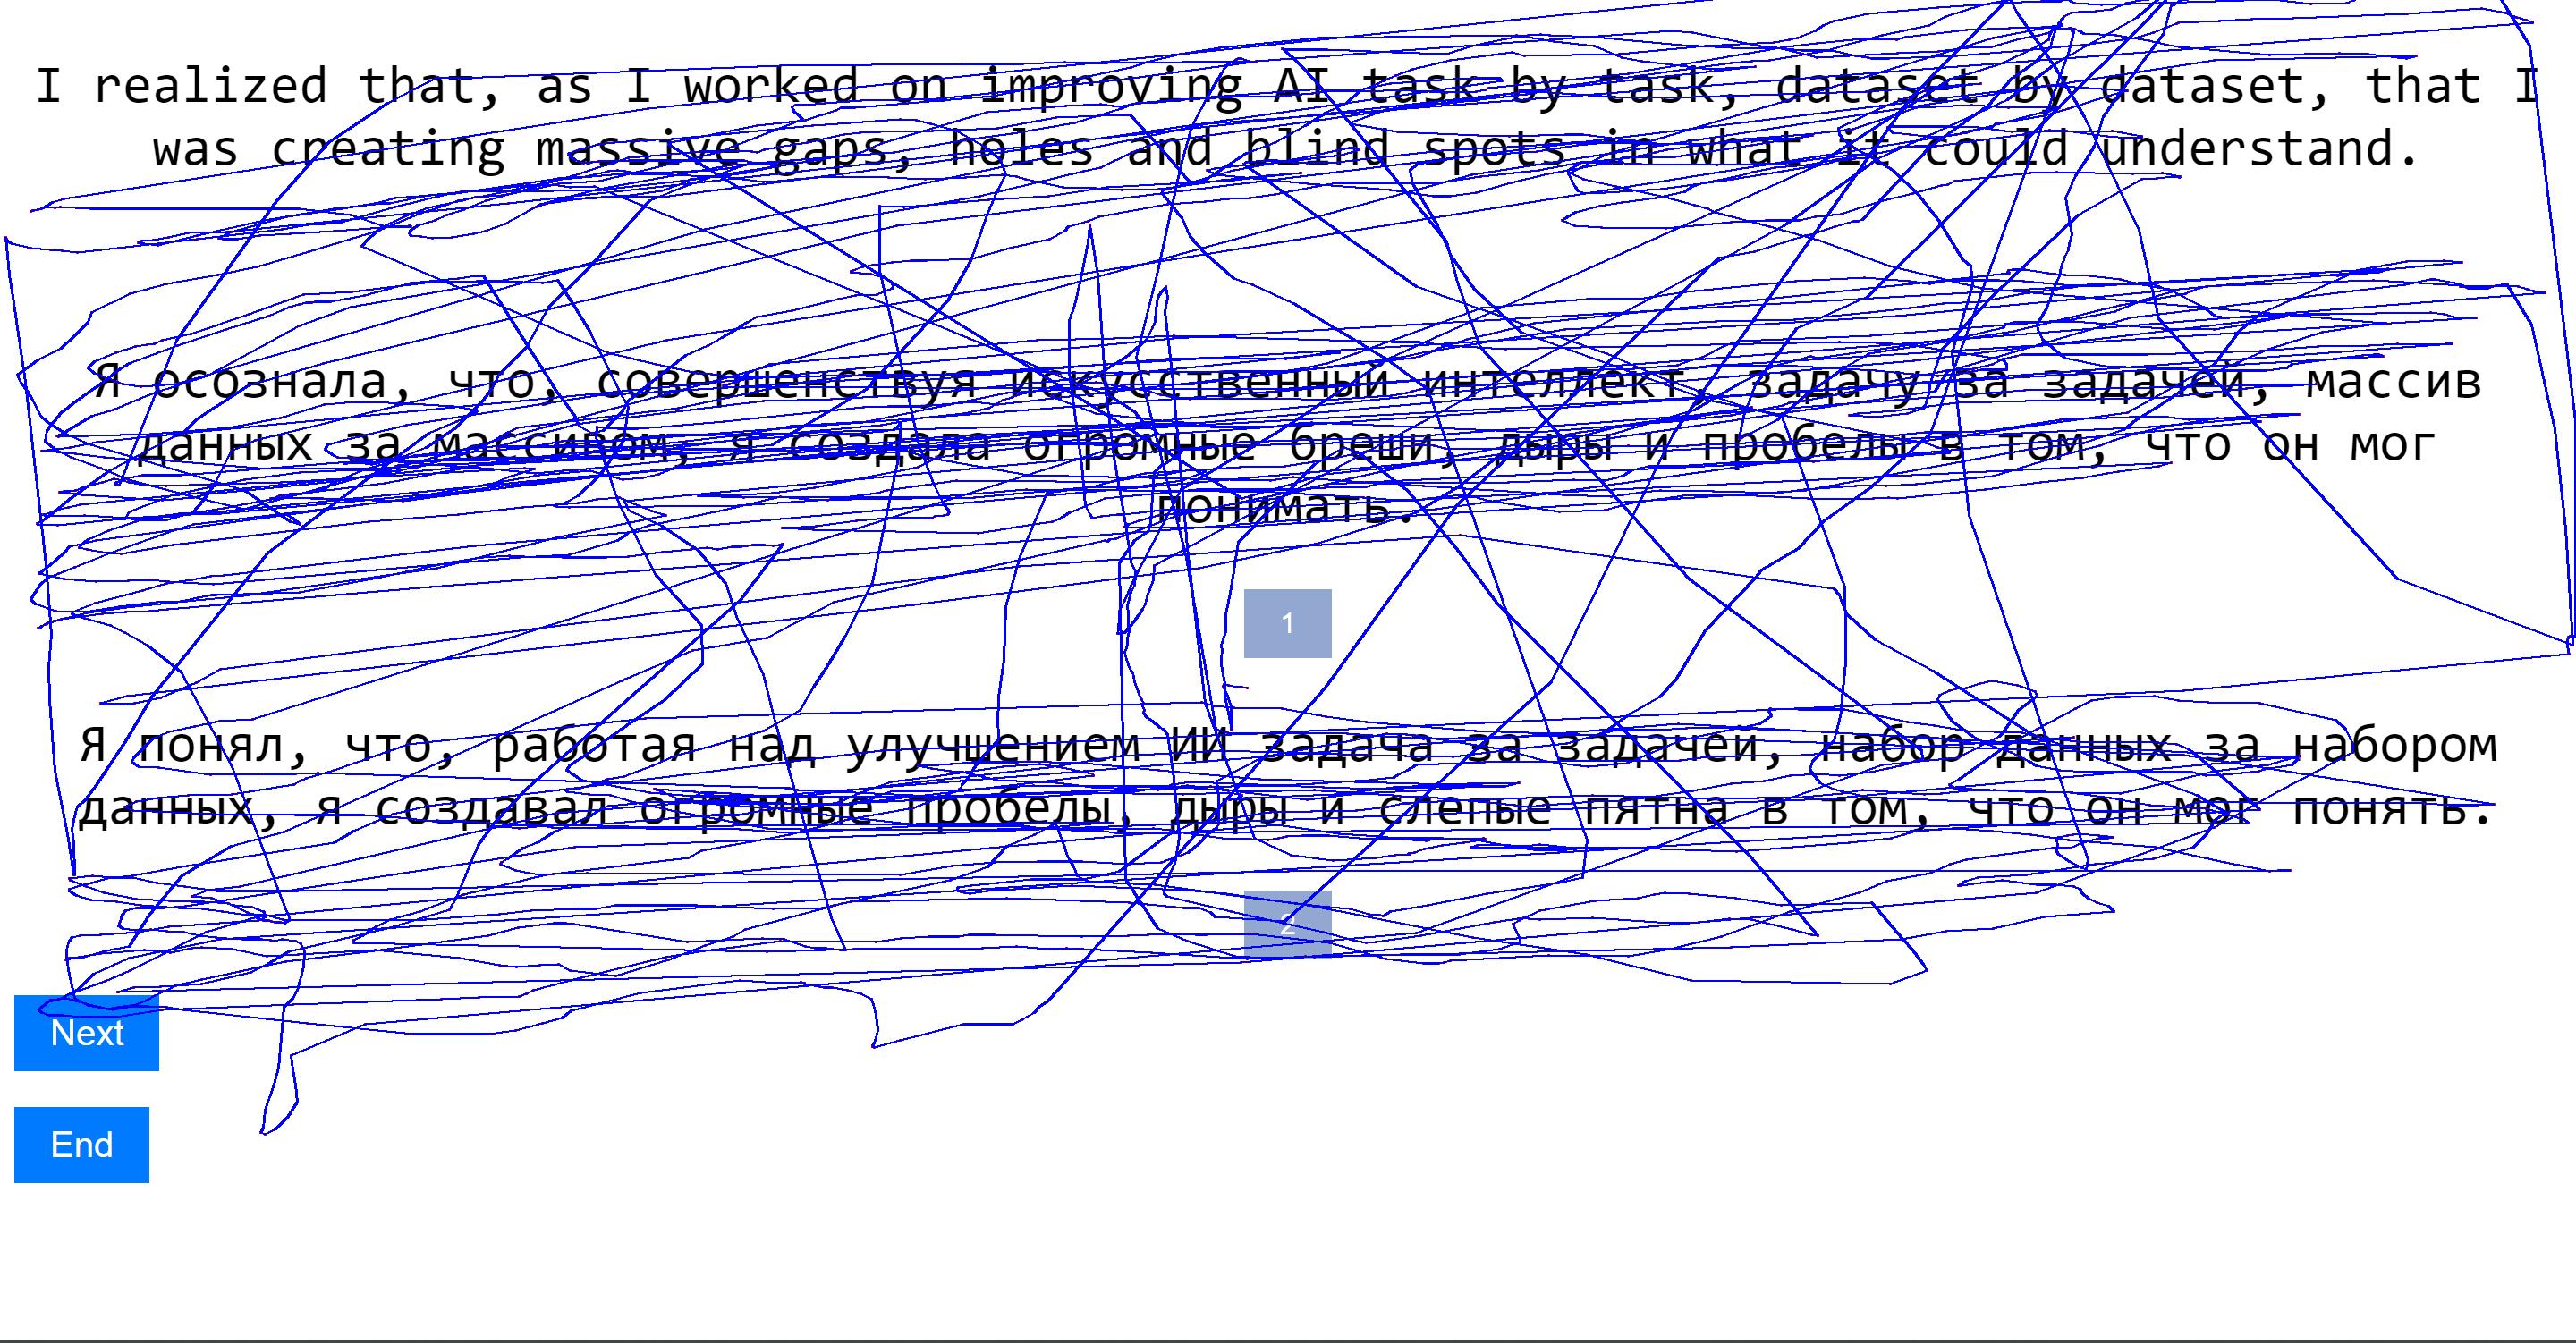 I realized that, as I worked on improving AI task by task, dataset by dataset, that I
was creating massive gaps, holes and blind spots in what it could understand.
Я осознала, что, совершенствуя искусственный интеллект, задачу за задачей, массив
данных за массивом, я создала огромные бреши, дыры и пробелы в том, что он мог
понимать.
1
Я понял, что, работая над улучшением ИИ задача за задачей, набор данных за набором
данных, я создавал огромные пробелы, дыры и слепые пятна в том, что он мог понять.
2
Next
End